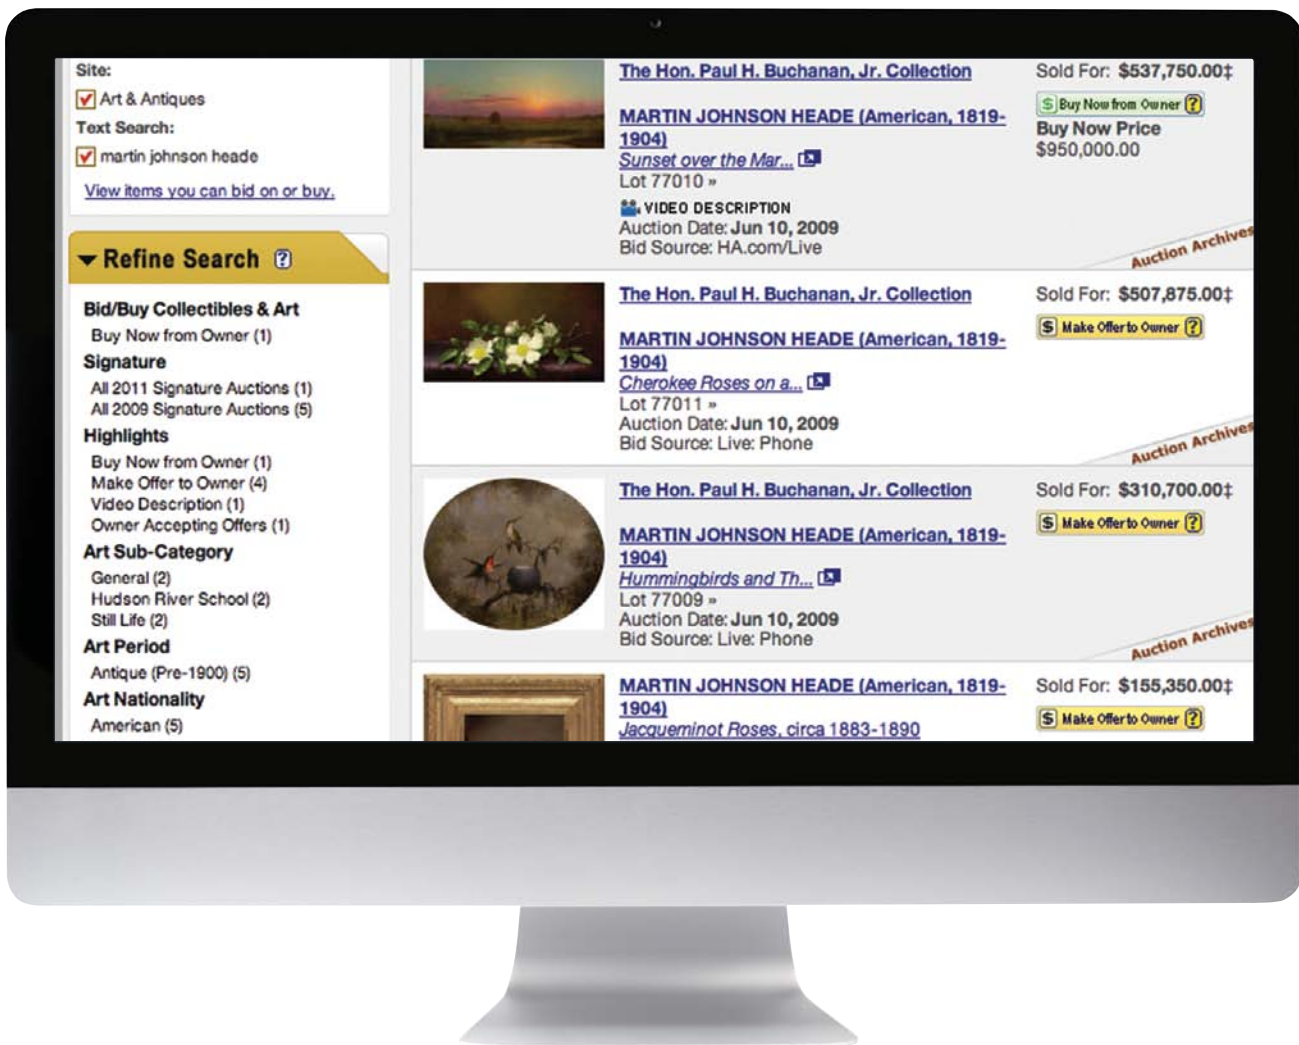 Site:
Art & Antiques
Text Search:
martin johnson heade
View items you can bid on or buy.
Refine Search ?
Bid/Buy Collectibles & Art
Buy Now from Owner (1)
Signature
All 2011 Signature Auctions (1)
All 2009 Signature Auctions (5)
Highlights
Buy Now from Owner (1)
Make Offer to Owner (4)
Video Description (1)
Owner Accepting Offers (1)
Art Sub-Category
General (2)
Hudson River School (2)
Still Life (2)
Art Period
Antique (Pre-1900) (5)
Art Nationality
American (5)
The Hon. Paul H. Buchanan, Jr. Collection
MARTIN JOHNSON HEADE (American, 1819-
1904)
Sunset over the Mar...
Lot 77010 »
VIDEO DESCRIPTION
Auction Date: Jun 10, 2009
Bid Source: HA.com/Live
Sold For: $537,750.00‡
$ Buy Now from Owner ?
Buy Now Price
$950,000.00
Auction Archives
The Hon. Paul H. Buchanan, Jr. Collection
MARTIN JOHNSON HEADE (American, 1819-
1904)
Cherokee Roses on a...
Lot 77011 »
Auction Date: Jun 10, 2009
Bid Source: Live: Phone
Sold For: $507,875.00‡
$ Make Offer to Owner ?
Auction Archives
The Hon. Paul H. Buchanan, Jr. Collection
MARTIN JOHNSON HEADE (American, 1819-
1904)
Hummingbirds and Th...
Lot 77009 »
Auction Date: Jun 10, 2009
Bid Source: Live: Phone
Sold For: $310,700.00‡
$ Make Offer to Owner ?
Auction Archives
MARTIN JOHNSON HEADE (American, 1819-
1904)
Jacqueminot Roses, circa 1883-1890
Sold For: $155,350.00‡
$ Make Offer to Owner ?